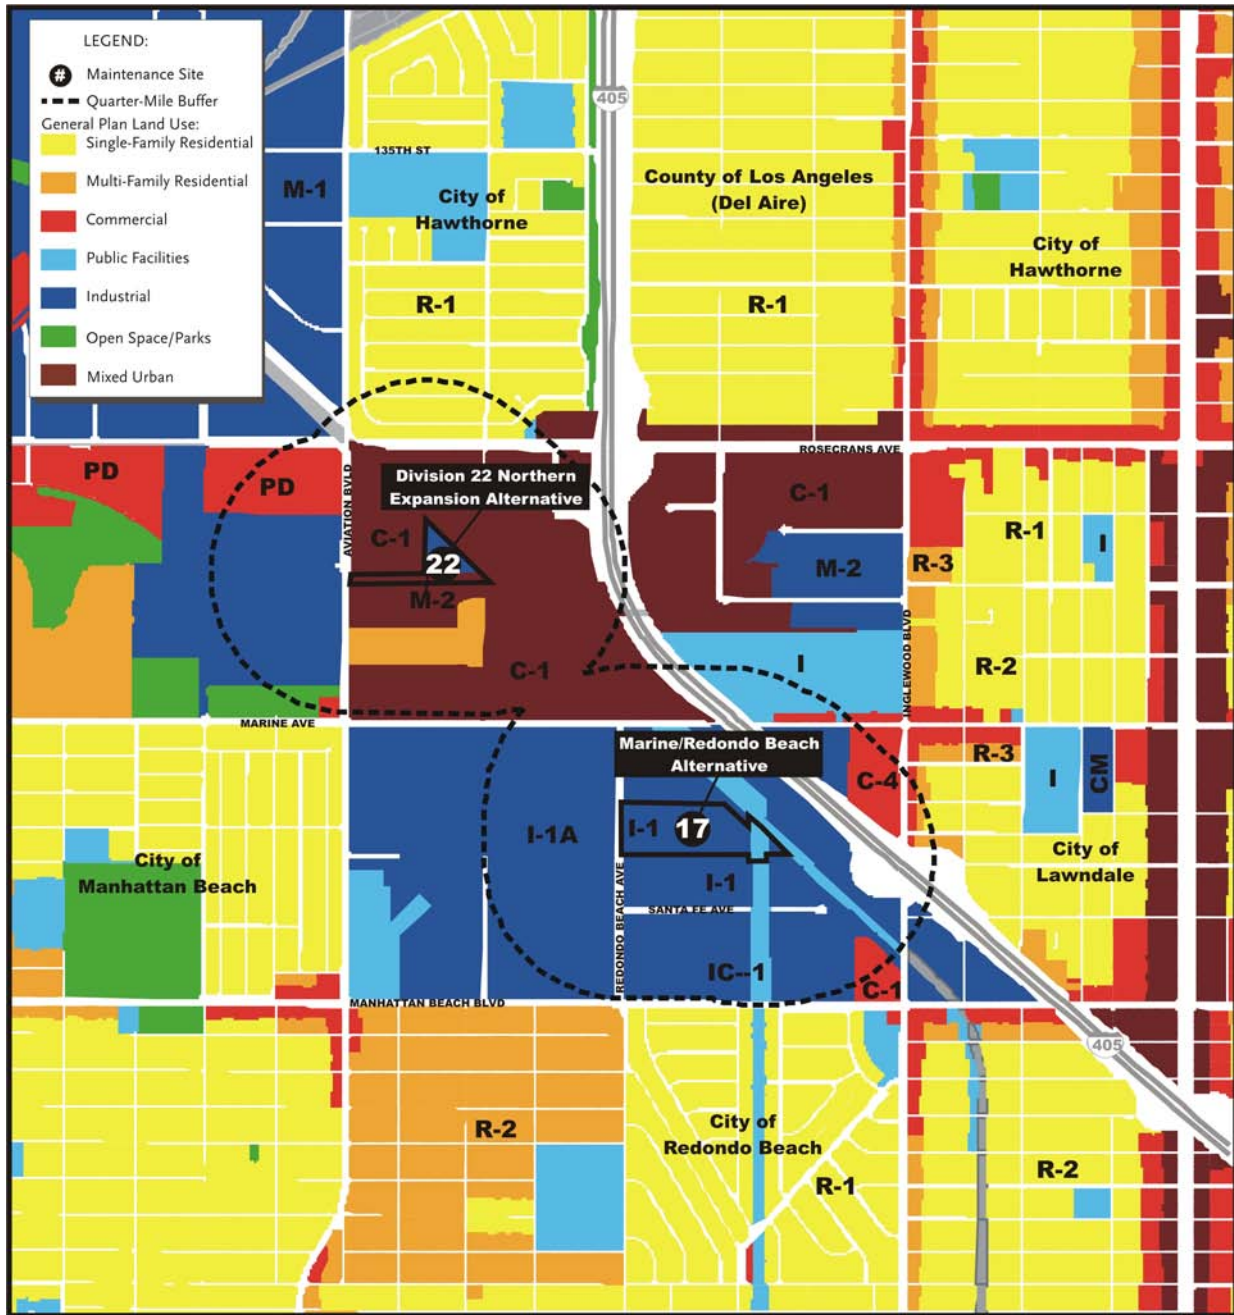 LEGEND:
# Maintenance Site
Quarter-Mile Buffer
General Plan Land Use:
Single-Family Residential
Multi-Family Residential
Commercial
Public Facilities
Industrial
Open Space/Parks
Mixed Urban
405
135TH ST
M-1
City of
Hawthorne
County of Los Angeles
(Del Aire)
City of
Hawthorne
R-1
R-1
ROSECRANS AVE
PD
PD
AVIATION BVLD
Division 22 Northern
Expansion Alternative
C-1
22
M-2
C-1
C-1
M-2
R-3
R-1
I
INGLEWOOD BLVD
I
R-2
MARINE AVE
Marine/Redondo Beach
Alternative
C-4
R-3
I
CM
I-1A
I-1
17
City of
Manhattan Beach
City of
Lawndale
REDONDO BEACH AVE
I-1
SANTA FE AVE
IC--1
C-1
MANHATTAN BEACH BLVD
405
R-2
City of
Redondo Beach
R-1
R-2